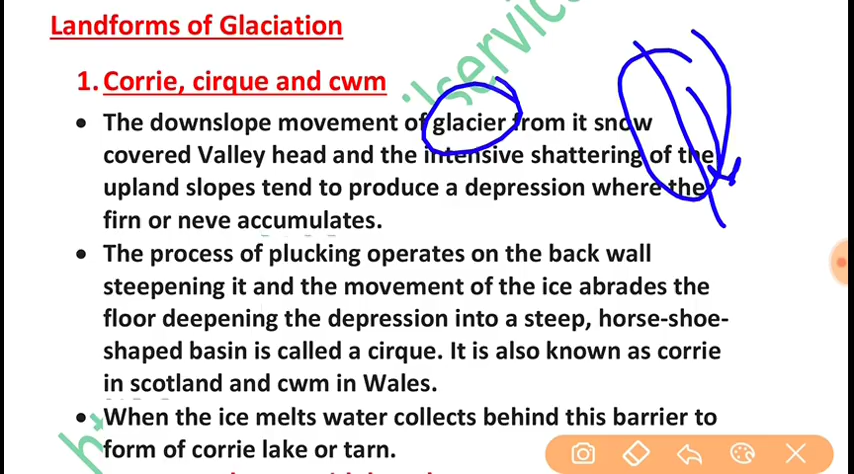 Landforms of Glaciation
1. Corrie, cirque and cwm
• The downslope movement of glacier from it snow
covered Valley head and the intensive shattering of the
upland slopes tend to produce a depression where the
firn or neve accumulates.
• The process of plucking operates on the back wall
steepening it and the movement of the ice abrades the
floor deepening the depression into a steep, horse-shoe-
shaped basin is called a cirque. It is also known as corrie
in scotland and cwm in Wales.
• When the ice melts water collects behind this barrier to
form of corrie lake or tarn.